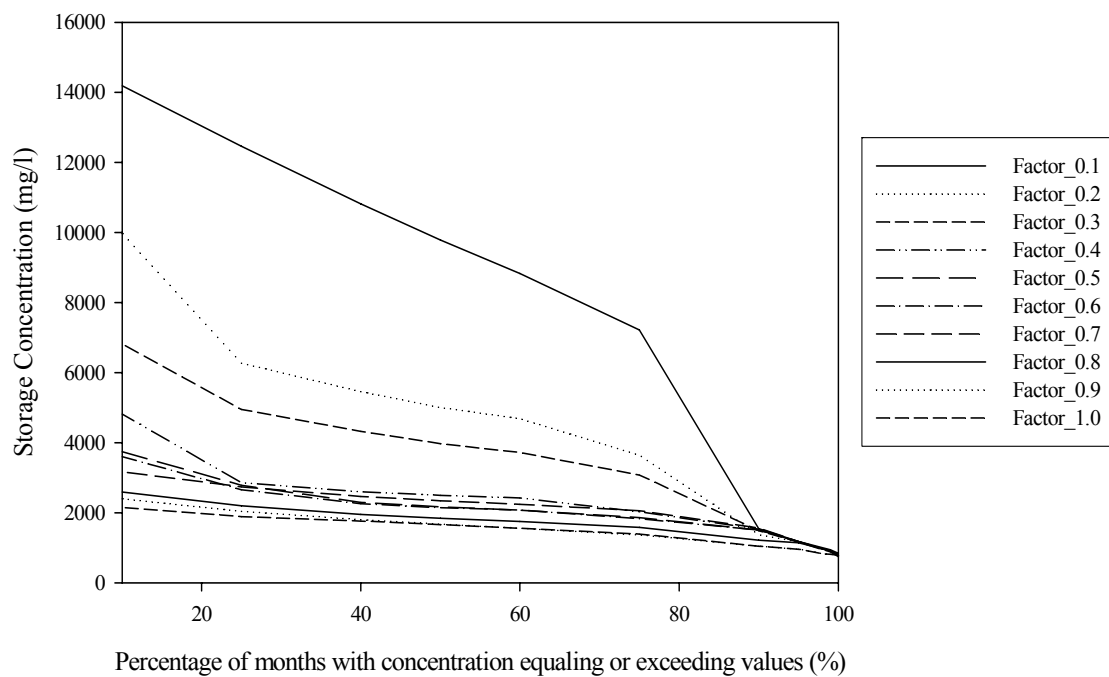 16000
14000
12000
10000
8000
6000
4000
2000
0
Storage Concentration (mg/l)
20
40
60
80
100
Percentage of months with concentration equaling or exceeding values (%)
Factor_0.1
Factor_0.2
Factor_0.3
Factor_0.4
Factor_0.5
Factor_0.6
Factor_0.7
Factor_0.8
Factor_0.9
Factor_1.0